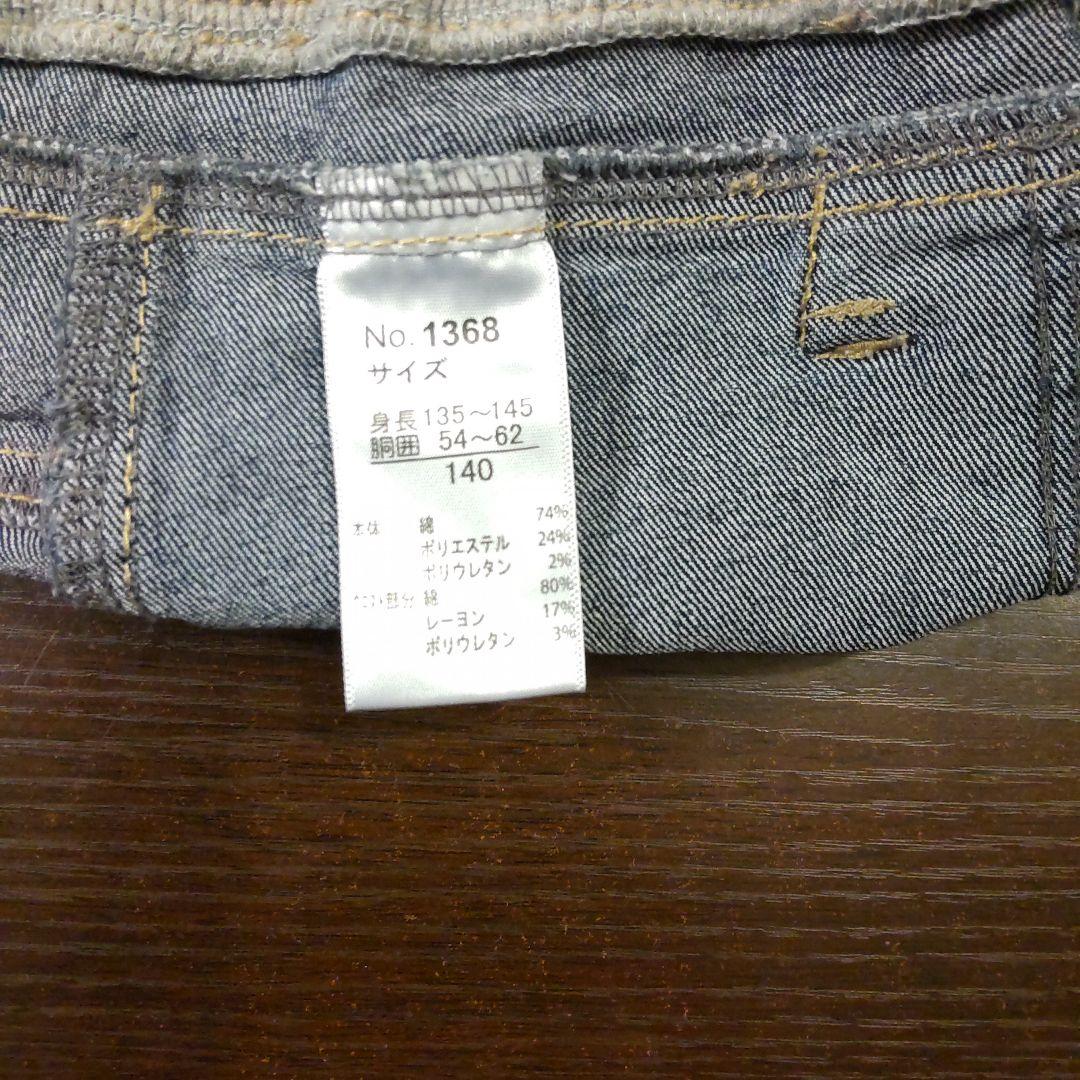 No. 1368
サイズ
身長 135～145
胴囲 54～62
140
本体 綿 74%
ポリエステル 24%
ポリウレタン 2%
部分 綿 80%
レーヨン 17%
ポリウレタン 3%